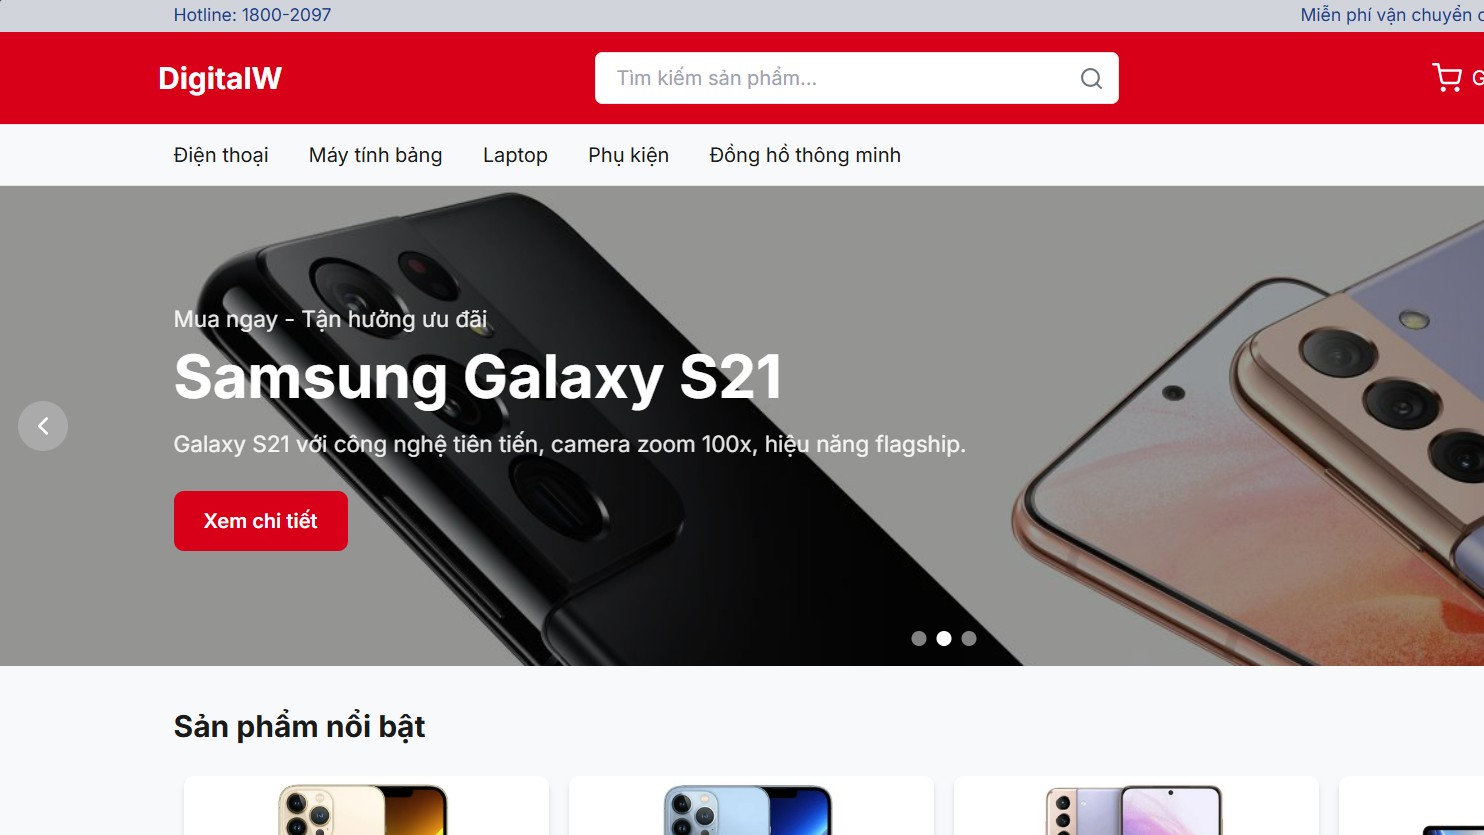 Hotline: 1800-2097
Miễn phí vận chuyển
DigitalW
Tìm kiếm sản phẩm...
Điện thoại
Máy tính bảng
Laptop
Phụ kiện
Đồng hồ thông minh
Mua ngay - Tận hưởng ưu đãi
Samsung Galaxy S21
Galaxy S21 với công nghệ tiên tiến, camera zoom 100x, hiệu năng flagship.
Xem chi tiết
Sản phẩm nổi bật